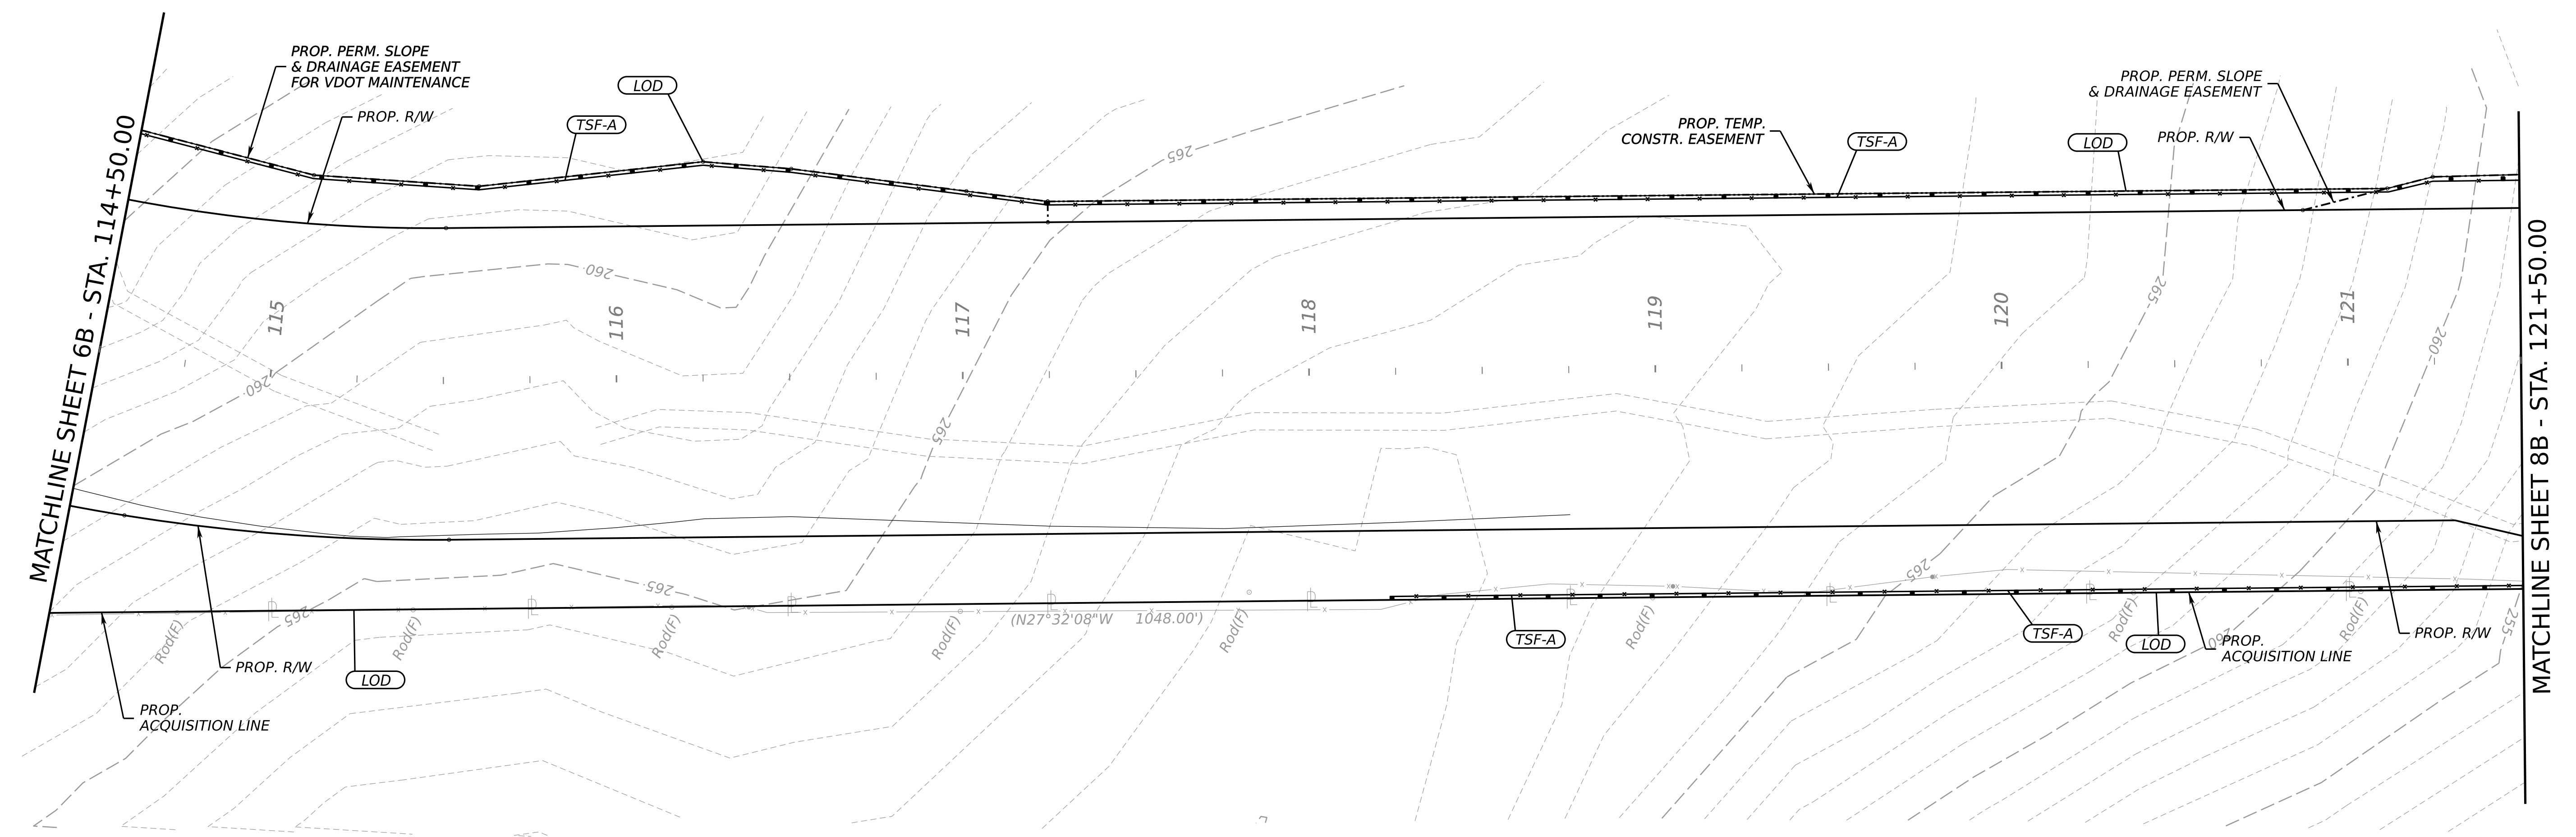 MATCHLINE SHEET 6B - STA. 114+50.00
PROP. PERM. SLOPE
& DRAINAGE EASEMENT
FOR VDOT MAINTENANCE
PROP. R/W
LOD
TSF-A
265
PROP. TEMP.
CONSTR. EASEMENT
TSF-A
LOD
PROP. PERM. SLOPE
& DRAINAGE EASEMENT
PROP. R/W
260
265
260
115
116
117
118
119
120
121
260
265
MATCHLINE SHEET 8B - STA. 121+50.00
265
265
265
(N27°32'08"W 1048.00')
Rod(F)
Rod(F)
Rod(F)
Rod(F)
Rod(F)
Rod(F)
Rod(F)
Rod(F)
260
255
PROP. R/W
LOD
TSF-A
TSF-A
LOD
PROP.
ACQUISITION LINE
PROP. R/W
PROP.
ACQUISITION LINE